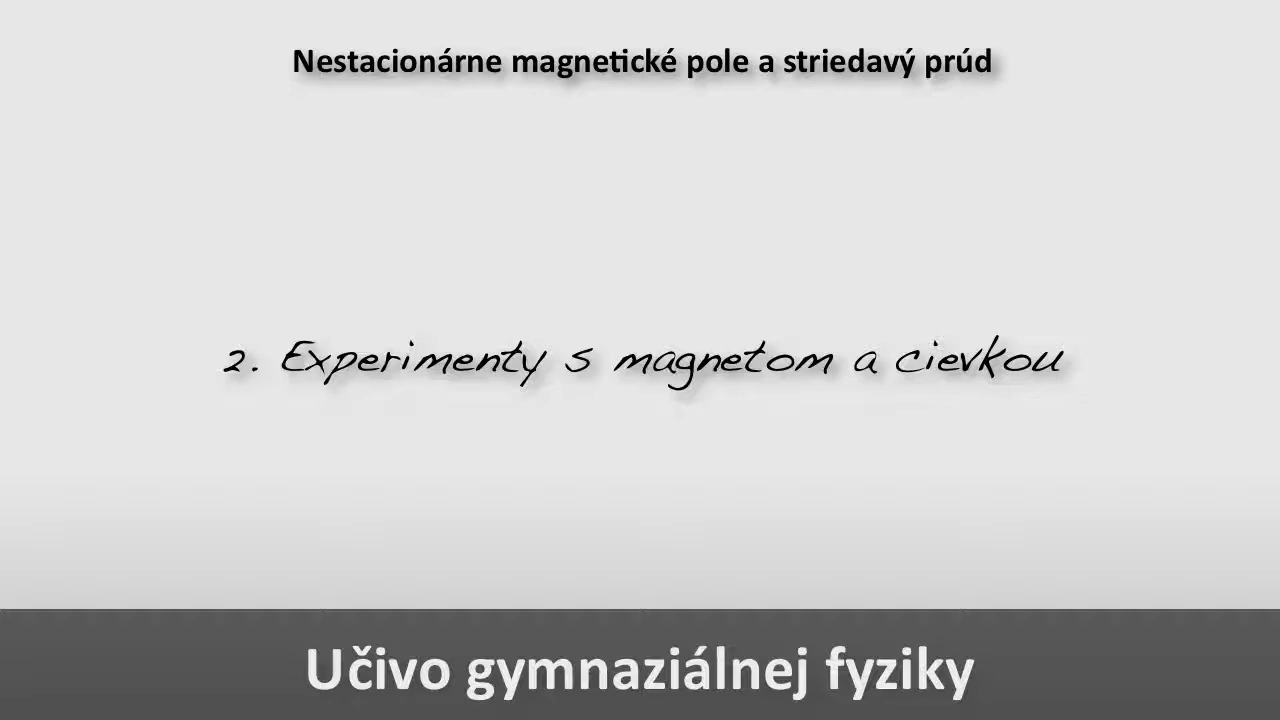 Nestacionárne magnetické pole a striedavý prúd
2. Experimenty s magnetom a cievkou
Učivo gymnaziálnej fyziky